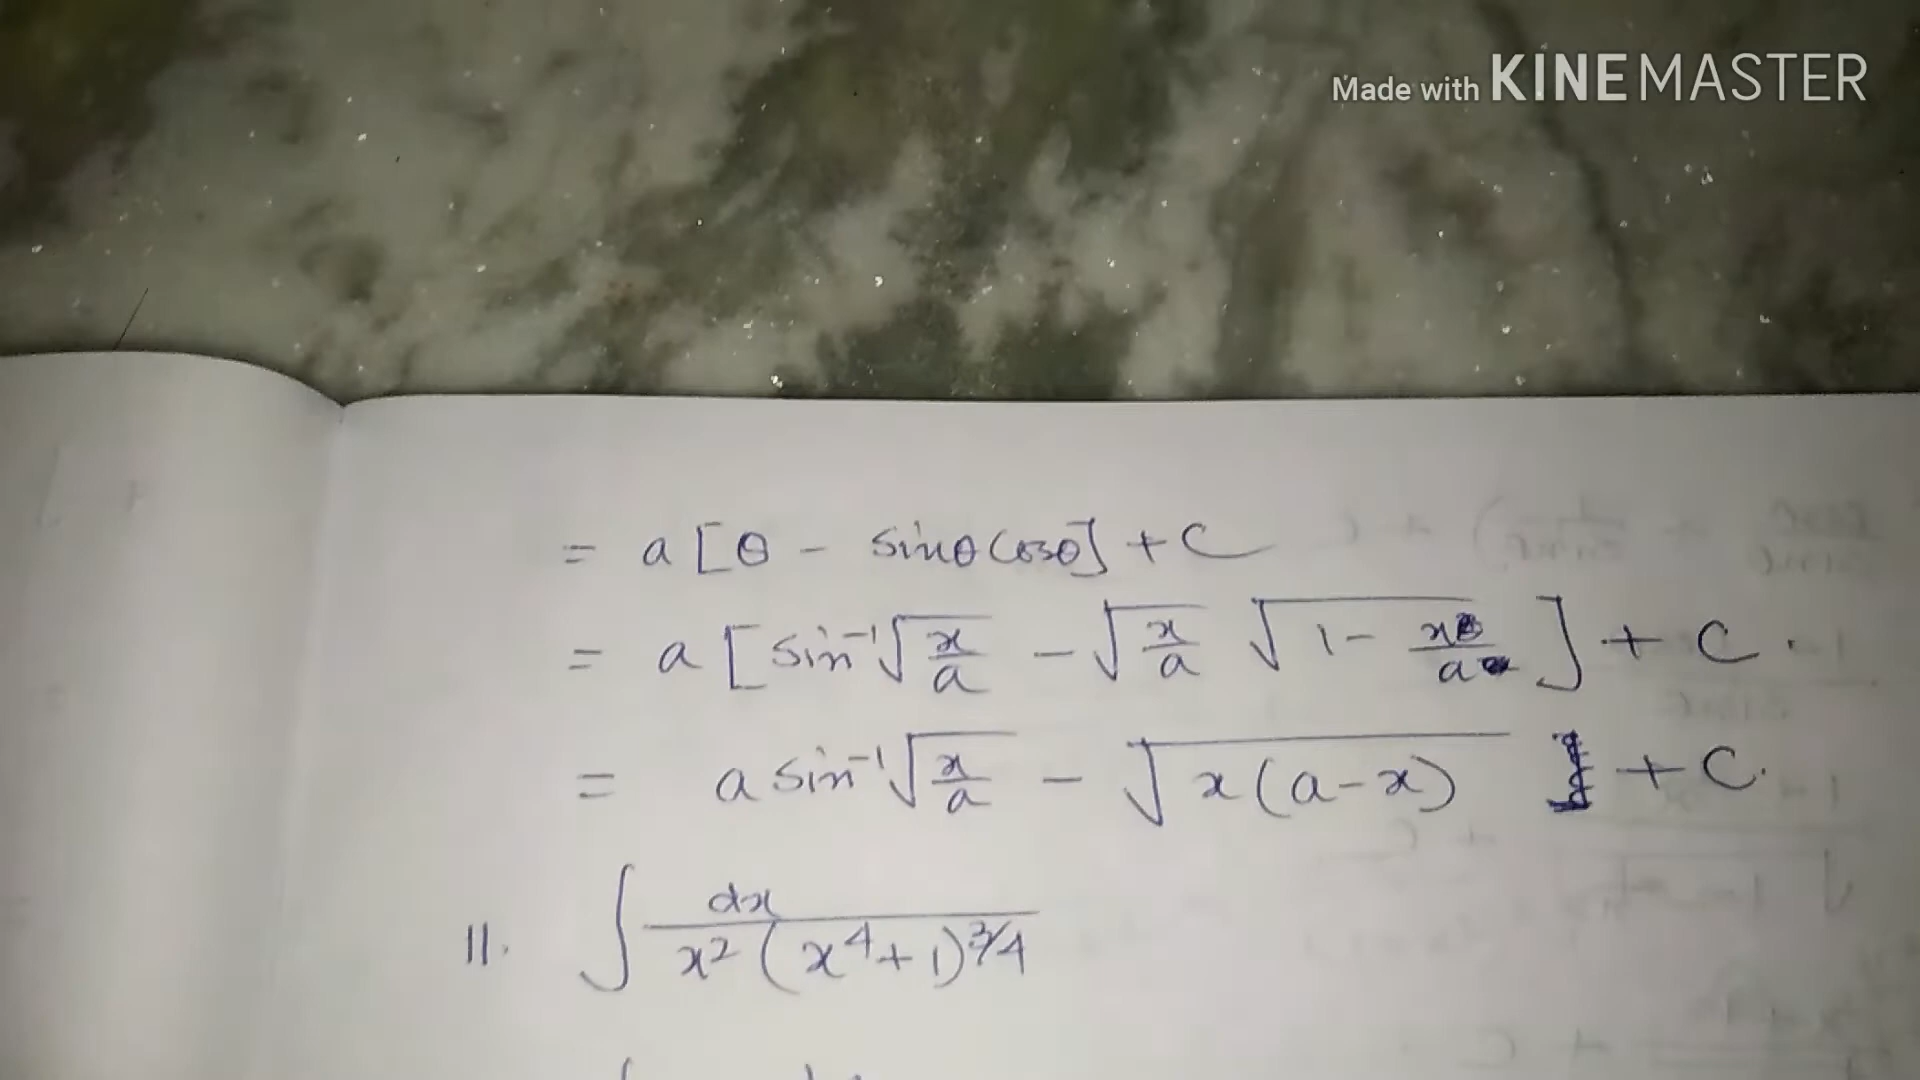 Made with KINEMASTER
= a [θ - sinθ cosθ] + C
= a [sin⁻¹√(x/a) - √(x/a) √(1 - x/a)] + C.
= a sin⁻¹√(x/a) - √(x(a-x)) + C.
11. ∫ dx / x² (x⁴+1)^3/4